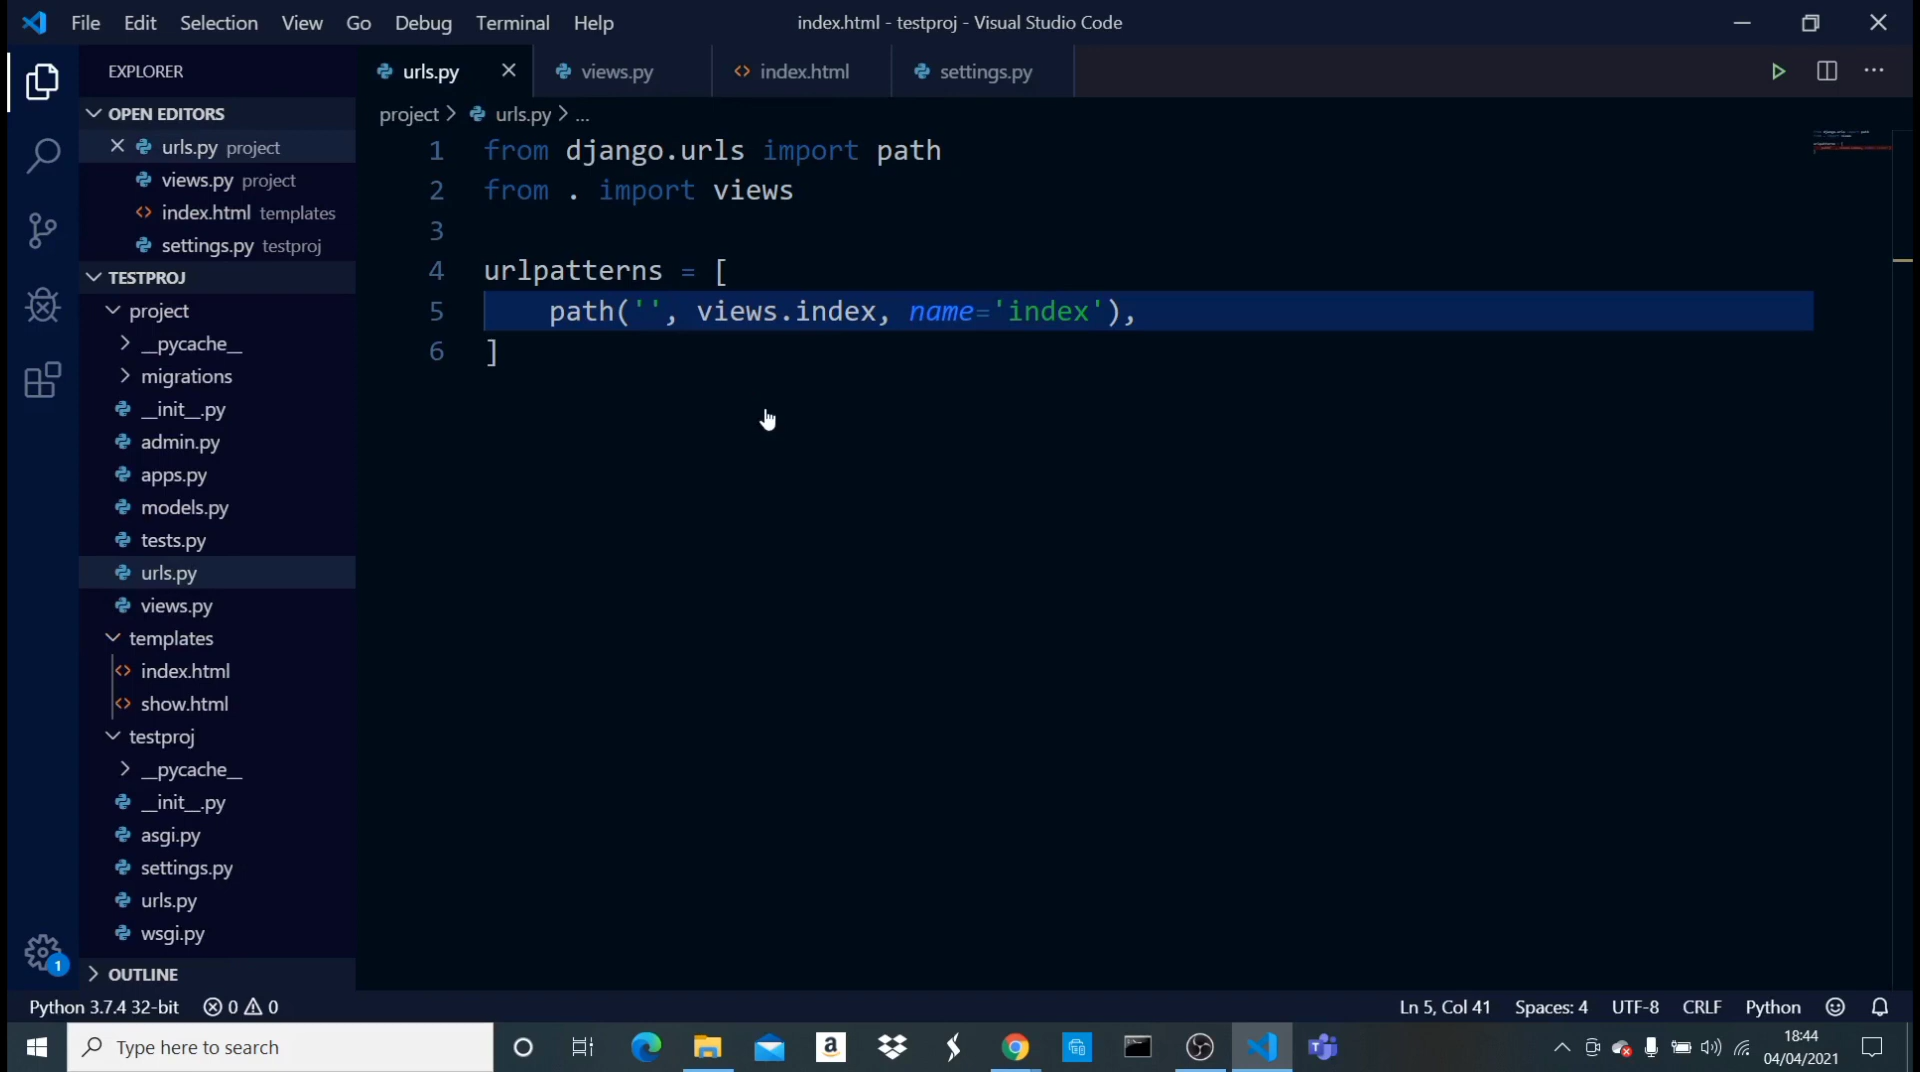 File Edit Selection View Go Debug Terminal Help index.html - testproj - Visual Studio Code
EXPLORER
urls.py views.py index.html settings.py
OPEN EDITORS
urls.py project
views.py project
index.html templates
settings.py testproj
TESTPROJ
project
__pycache__
migrations
__init__.py
admin.py
apps.py
models.py
tests.py
urls.py
views.py
templates
index.html
show.html
testproj
__pycache__
__init__.py
asgi.py
settings.py
urls.py
wsgi.py
OUTLINE
project > urls.py > ...
1 from django.urls import path
2 from . import views
3
4 urlpatterns = [
5 path('', views.index, name='index'),
6 ]
1
Python 3.7.4 32-bit 0 0 Ln 5, Col 41 Spaces: 4 UTF-8 CRLF Python
Type here to search
18:44
04/04/2021